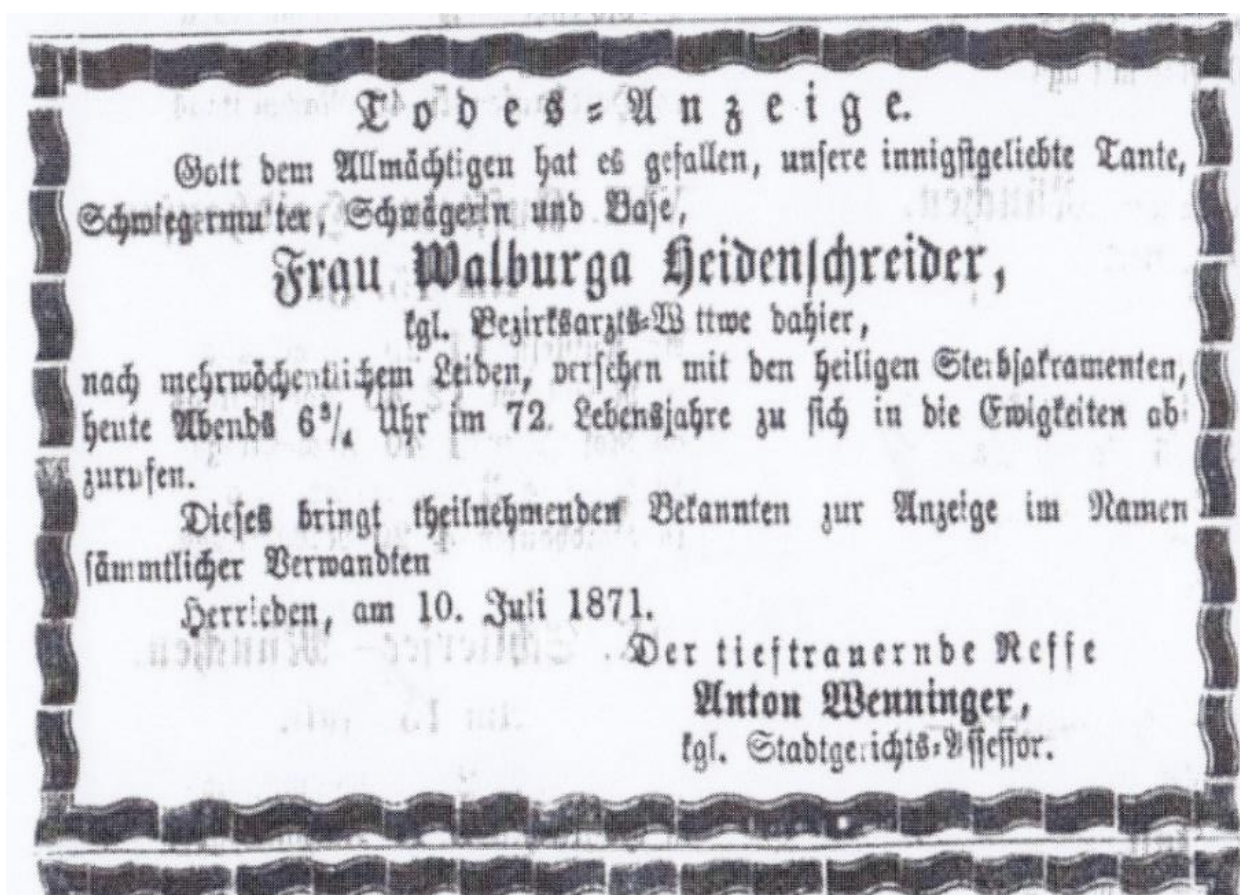 Todes-Anzeige.
Gott dem Allmächtigen hat es gefallen, unsere innigstgeliebte Tante,
Schwiegermu ter, Schwägerin und Base,
Frau Walburga Heidenschreider,
kgl. Bezirksarzts-W ttwe dahier,
nach mehrwöchentlichem Leiden, versehen mit den heiligen Sterbsakramenten,
heute Abends 6¾ Uhr im 72. Lebensjahre zu sich in die Ewigkeiten ab-
zurufen.
Dieses bringt theilnehmenden Bekannten zur Anzeige im Namen
sämmtlicher Verwandten
Herrieden, am 10. Juli 1871.
Der tieftrauernde Neffe
Anton Wenninger,
kgl. Stadtgerichts-Assessor.